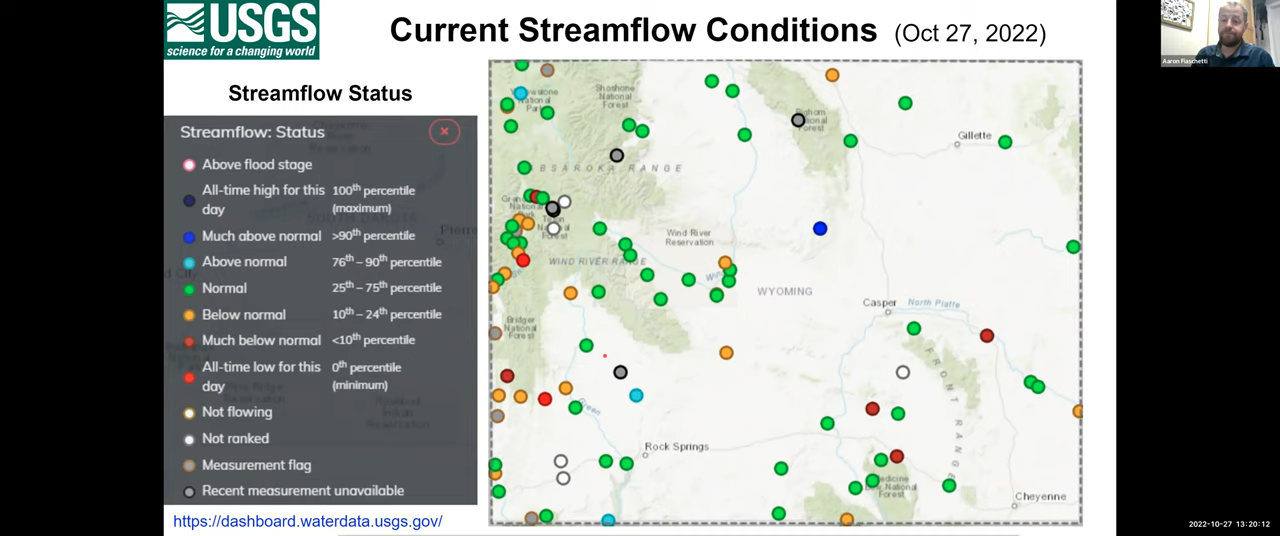 USGS
science for a changing world
Current Streamflow Conditions (Oct 27, 2022)
Aaron Fiaschetti
Streamflow Status
Streamflow: Status
Above flood stage
All-time high for this day 100th percentile (maximum)
Much above normal >90th percentile
Above normal 76th – 90th percentile
Normal 25th – 75th percentile
Below normal 10th – 24th percentile
Much below normal <10th percentile
All-time low for this day 0th percentile (minimum)
Not flowing
Not ranked
Measurement flag
Recent measurement unavailable
https://dashboard.waterdata.usgs.gov/
Pierre
Shoshone
National
Forest
National
Forest
Gillette
BSAROKA RANGE
Wind River
Reservation
WIND RIVER RANGE
WYOMING
Casper
North Platte
Bridger
National
Forest
FRONT RANGE
Green
Rock Springs
National
Forest
Cheyenne
2022-10-27 13:20:12